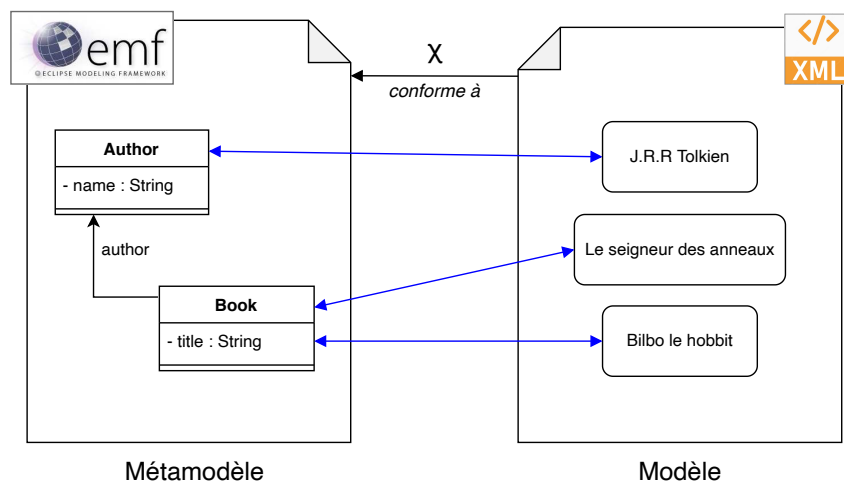 emf
ECLIPSE MODELING FRAMEWORK
X
conforme à
</>
XML
Author
- name : String
author
Book
- title : String
J.R.R Tolkien
Le seigneur des anneaux
Bilbo le hobbit
Métamodèle
Modèle